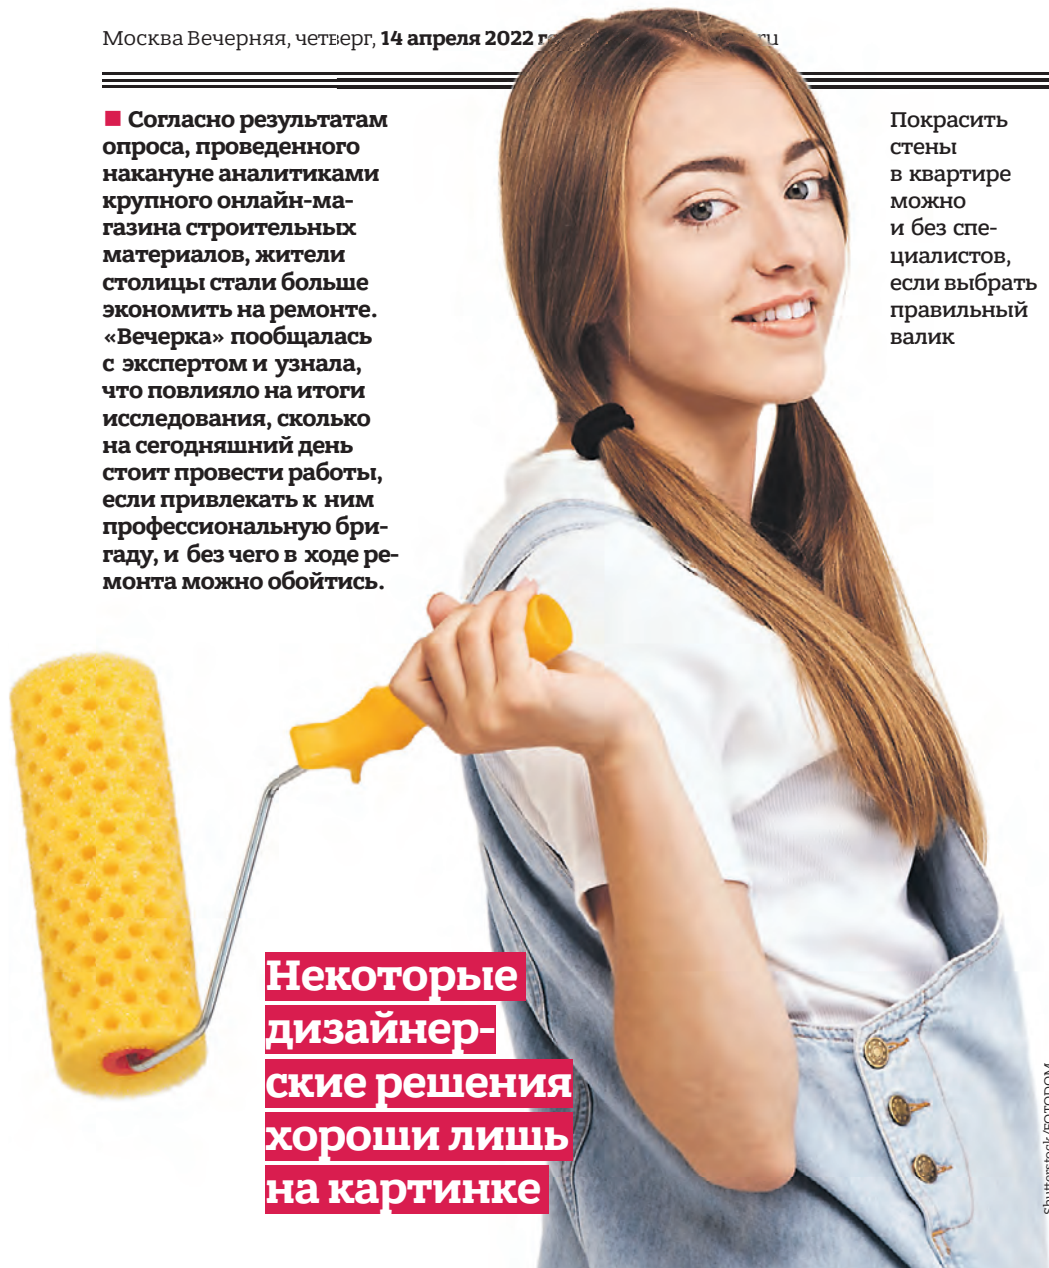 Москва Вечерняя, четверг, 14 апреля 2022
■ Согласно результатам
опроса, проведенного
накануне аналитиками
крупного онлайн-ма-
газина строительных
материалов, жители
столицы стали больше
экономить на ремонте.
«Вечерка» пообщалась
с экспертом и узнала,
что повлияло на итоги
исследования, сколько
на сегодняшний день
стоит провести работы,
если привлекать к ним
профессиональную бри-
гаду, и без чего в ходе ре-
монта можно обойтись.
Покрасить
стены
в квартире
можно
и без спе-
циалистов,
если выбрать
правильный
валик
Некоторые
дизайнер-
ские решения
хороши лишь
на картинке
Shutterstock/FOTODOM